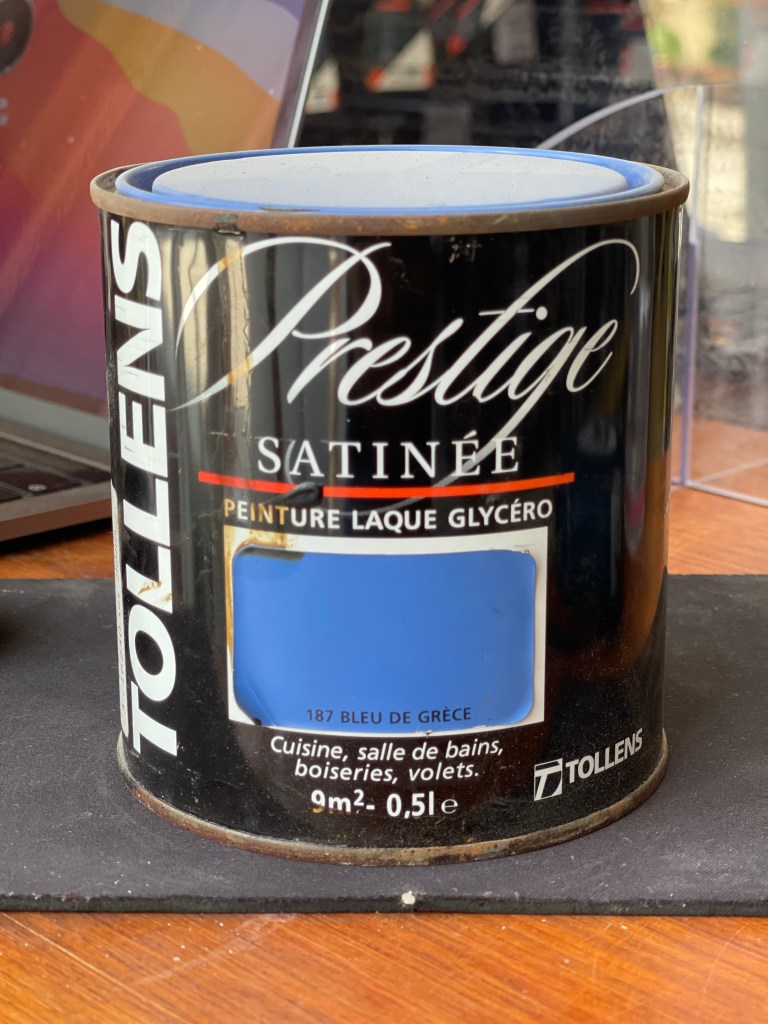 TOLLENS
Prestige
SATINÉE
PEINTURE LAQUE GLYCÉRO
187 BLEU DE GRÈCE
Cuisine, salle de bains,
boiseries, volets.
9m²- 0,5l e
TOLLENS